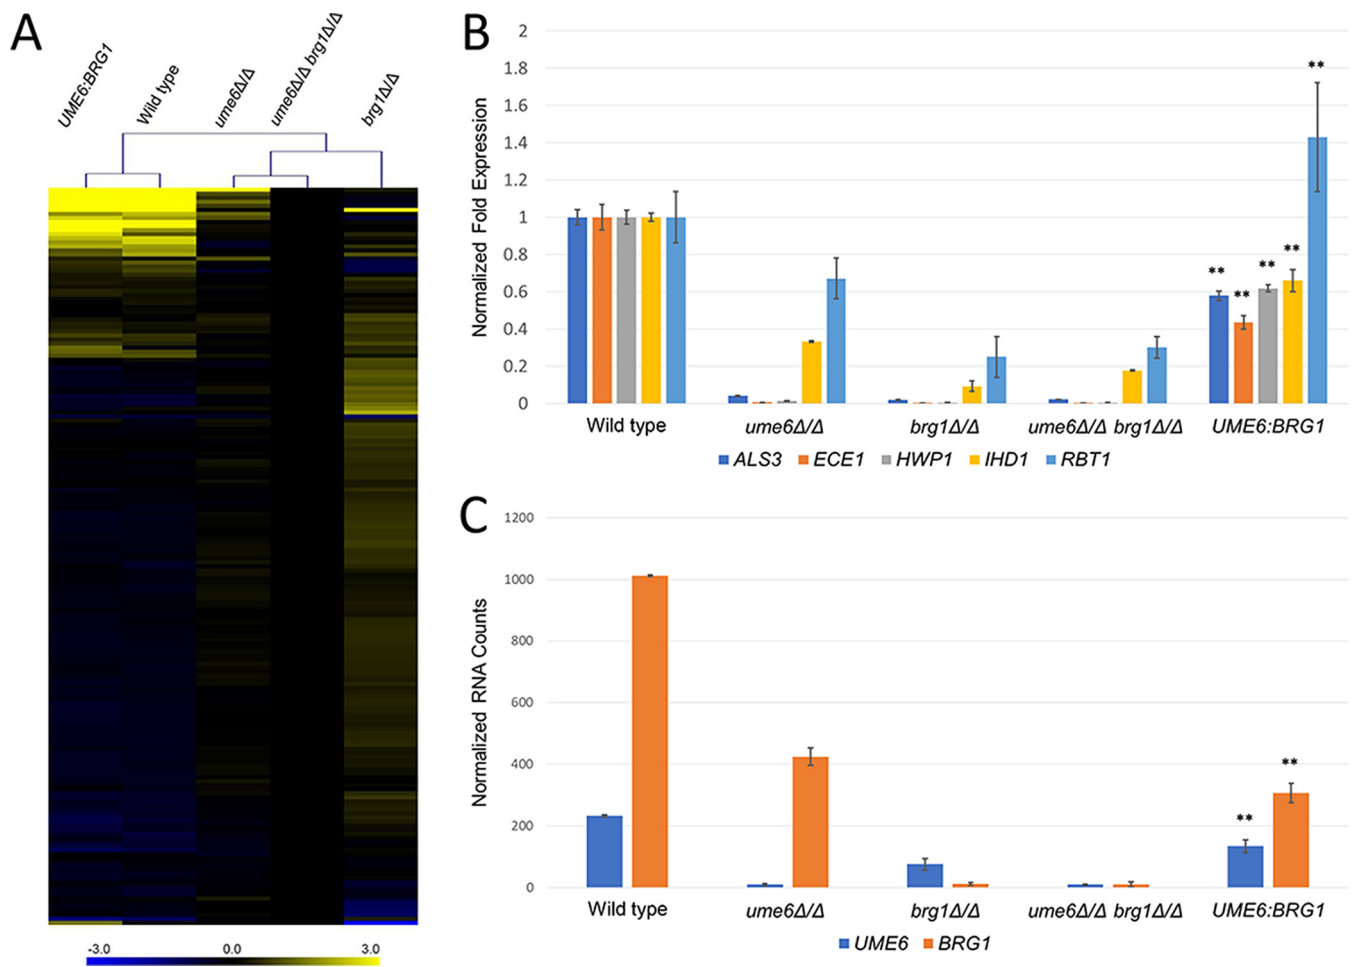 A
UME6:BRG1
Wild type
ume6Δ/Δ
ume6Δ/Δ brg1Δ/Δ
brg1Δ/Δ
-3.0 0.0 3.0
B
Normalized Fold Expression
2
1.8
1.6
1.4
1.2
1
0.8
0.6
0.4
0.2
0
** ** ** ** **
Wild type ume6Δ/Δ brg1Δ/Δ ume6Δ/Δ brg1Δ/Δ UME6:BRG1
ALS3 ECE1 HWP1 IHD1 RBT1
C
Normalized RNA Counts
1200
1000
800
600
400
200
0
** **
Wild type ume6Δ/Δ brg1Δ/Δ ume6Δ/Δ brg1Δ/Δ UME6:BRG1
UME6 BRG1